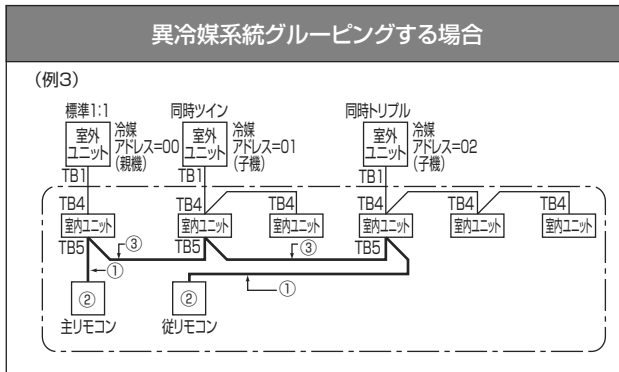 異冷媒系統グルーピングする場合
(例3)
標準1:1
同時ツイン
同時トリプル
室外
ユニット
冷媒
アドレス=00
(親機)
室外
ユニット
冷媒
アドレス=01
(子機)
室外
ユニット
冷媒
アドレス=02
(子機)
TB1
TB1
TB1
TB4
TB4
TB4
TB4
TB4
TB4
室内ユニット
室内ユニット
室内ユニット
室内ユニット
室内ユニット
室内ユニット
TB5
TB5
TB5
③
③
①
①
②
②
主リモコン
従リモコン